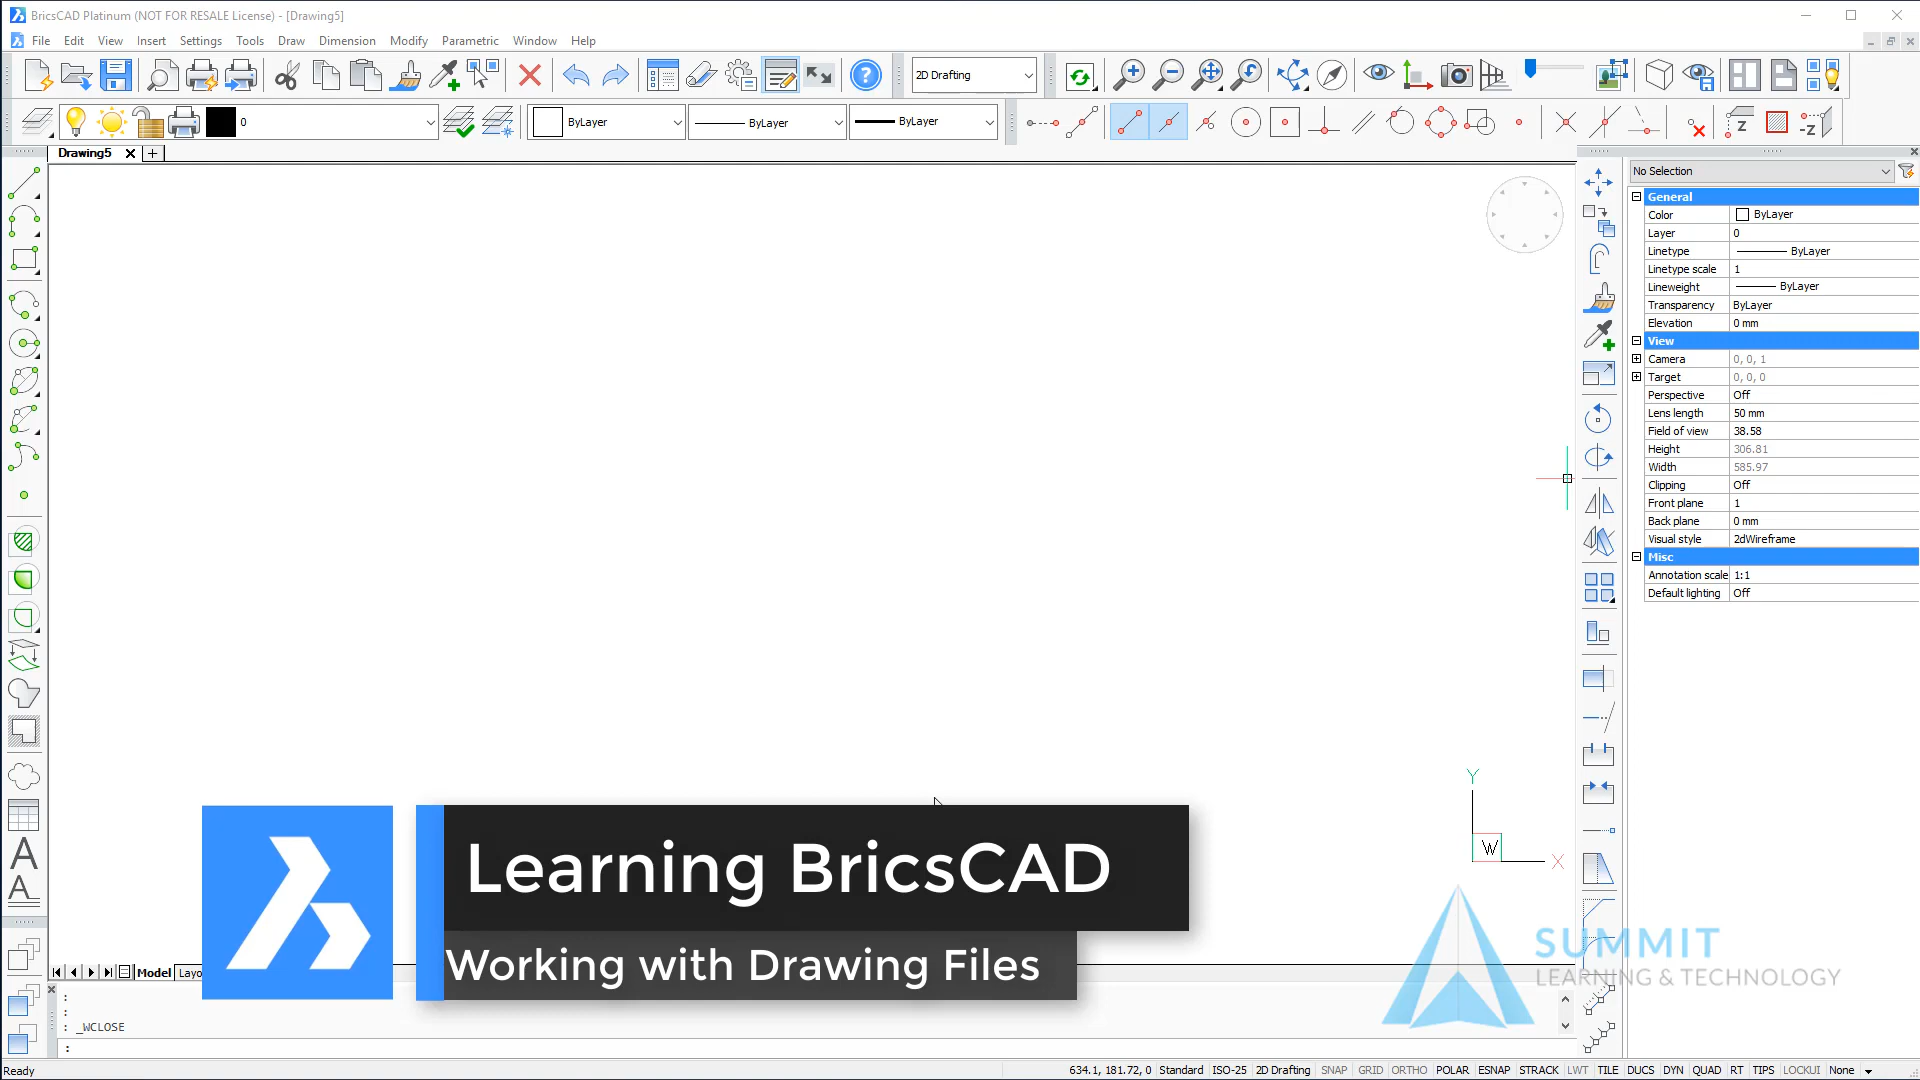 BricsCAD Platinum (NOT FOR RESALE License) - [Drawing5]
File Edit View Insert Settings Tools Draw Dimension Modify Parametric Window Help
2D Drafting
0 ByLayer ByLayer ByLayer
Z -Z
Drawing5
No Selection
General
Color ByLayer
Layer 0
Linetype ByLayer
Linetype scale 1
Lineweight ByLayer
Transparency ByLayer
Elevation 0 mm
View
Camera 0, 0, 1
Target 0, 0, 0
Perspective Off
Lens length 50 mm
Field of view 38.58
Height 306.81
Width 585.97
Clipping Off
Front plane 1
Back plane 0 mm
Visual style 2dWireframe
Misc
Annotation scale 1:1
Default lighting Off
Y
W X
A
A
Learning BricsCAD
Working with Drawing Files
SUMMIT
LEARNING & TECHNOLOGY
Model Layo
:
:
: _WCLOSE
:
Ready 634.1, 181.72, 0 Standard ISO-25 2D Drafting SNAP GRID ORTHO POLAR ESNAP STRACK LWT TILE DUCS DYN QUAD RT TIPS LOCKUI None